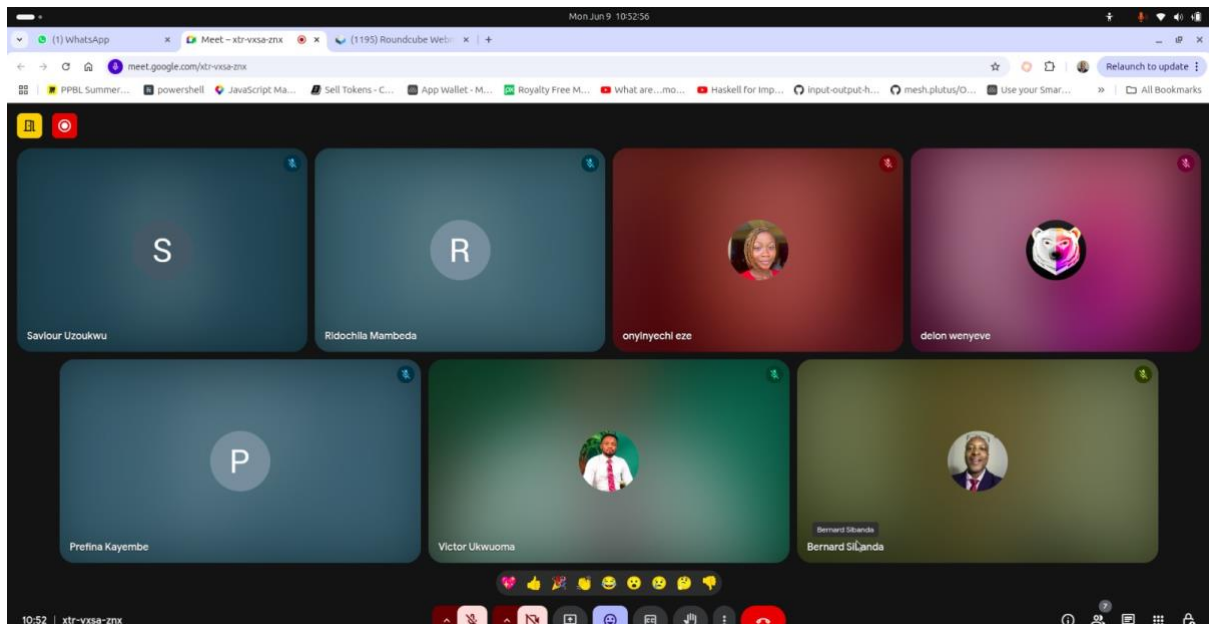 Mon Jun 9 10:52:56
(1) WhatsApp
Meet – xtr-vxsa-znx
(1195) Roundcube Webm
meet.google.com/xtr-vxsa-znx
Relaunch to update
PPBL Summer...
powershell
JavaScript Ma...
Sell Tokens - C...
App Wallet - M...
Royalty Free M...
What are...mo...
Haskell for Imp...
input-output-h...
mesh.plutus/O...
Use your Smar...
All Bookmarks
S
R
Saviour Uzoukwu
Ridochila Mambeda
onyinyechi eze
delon wenyeve
P
Bernard Sibanda
Prefina Kayembe
Victor Ukwuoma
Bernard Sibanda
7
10:52 | xtr-vxsa-znx